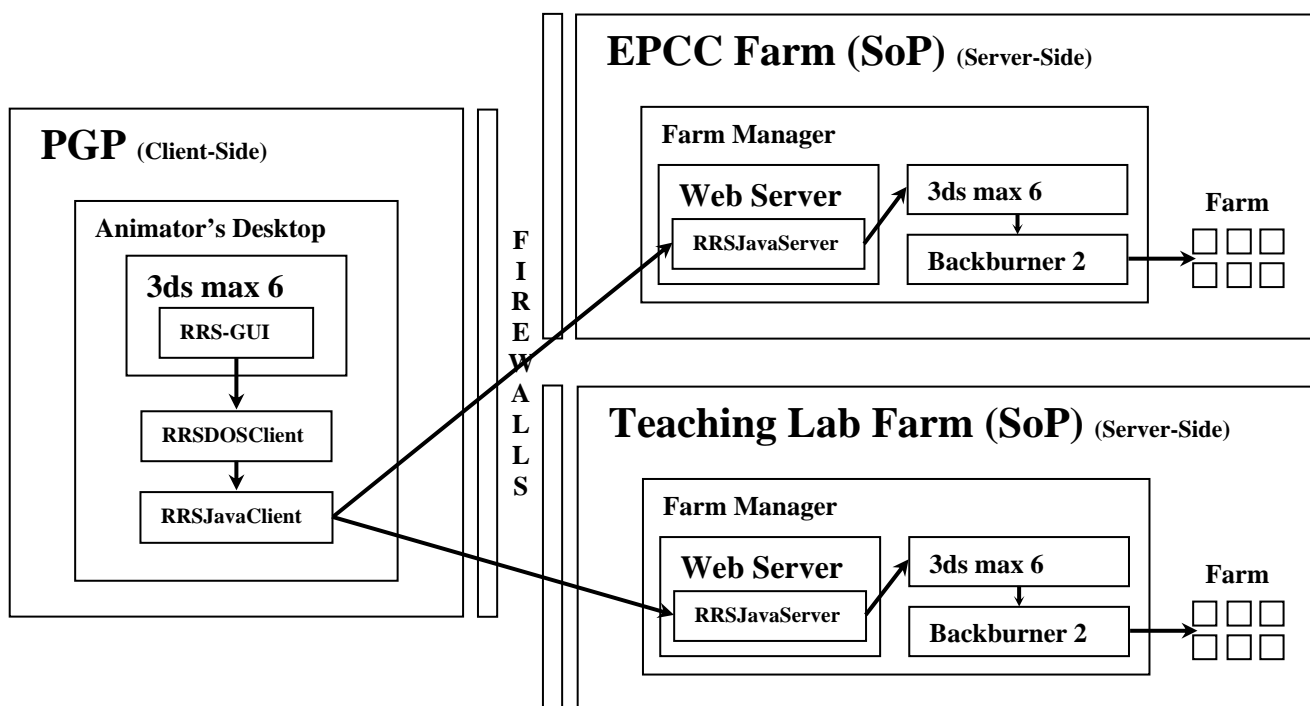 PGP (Client-Side)
Animator’s Desktop
3ds max 6
RRS-GUI
RRSDOSClient
RRSJavaClient
F
I
R
E
W
A
L
L
S
EPCC Farm (SoP) (Server-Side)
Farm Manager
Web Server
RRSJavaServer
3ds max 6
Backburner 2
Farm
Teaching Lab Farm (SoP) (Server-Side)
Farm Manager
Web Server
RRSJavaServer
3ds max 6
Backburner 2
Farm